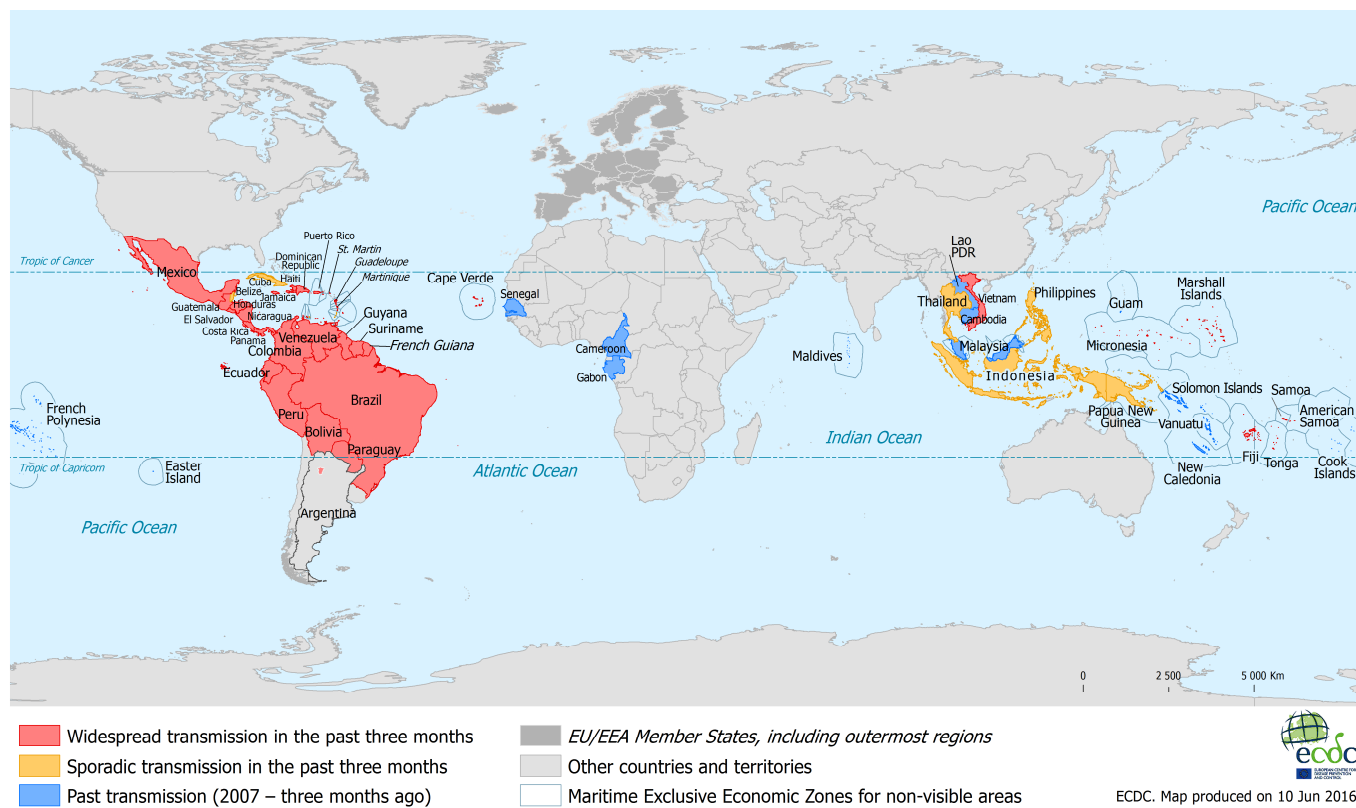 Pacific Ocean
Puerto Rico
St. Martin
Dominican
Republic
Guadeloupe
Lao
PDR
Tropic of Cancer
Mexico
Haiti
Martinique
Cape Verde
Cuba
Belize
Jamaica
Senegal
Thailand
Vietnam
Philippines
Guam
Marshall
Islands
Guatemala
Honduras
El Salvador
Nicaragua
Guyana
Cambodia
Costa Rica
Panama
Venezuela
Suriname
Colombia
French Guiana
Cameroon
Maldives
Malaysia
Micronesia
Ecuador
Gabon
Indonesia
Solomon Islands
Samoa
French
Polynesia
Brazil
Peru
Papua New
Guinea
Vanuatu
American
Samoa
Bolivia
Indian Ocean
Paraguay
Fiji
Tonga
Cook
Islands
Tropic of Capricorn
Easter
Island
Atlantic Ocean
New
Caledonia
Argentina
Pacific Ocean
0
2 500
5 000 Km
Widespread transmission in the past three months
Sporadic transmission in the past three months
Past transmission (2007 – three months ago)
EU/EEA Member States, including outermost regions
Other countries and territories
Maritime Exclusive Economic Zones for non-visible areas
ecdc
EUROPEAN CENTRE FOR
DISEASE PREVENTION
AND CONTROL
ECDC. Map produced on 10 Jun 2016